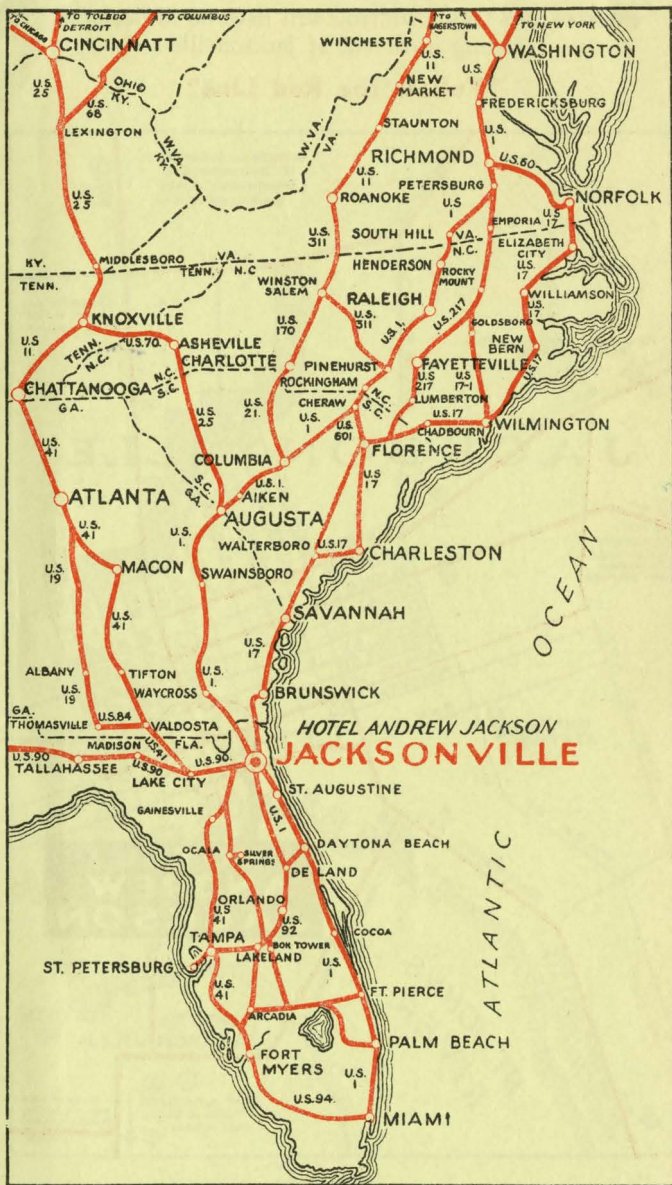 TO CHICAGO
TO TOLEDO
DETROIT
TO COLUMBUS
TO
HAGERSTOWN
TO NEW YORK
CINCINNATI
WINCHESTER
WASHINGTON
U.S.
25
OHIO
KY.
U.S.
68
U.S.
11
NEW
MARKET
U.S.
1
FREDERICKSBURG
LEXINGTON
W.VA.
KY.
W.VA.
VA.
STAUNTON
U.S.
1
RICHMOND
U.S.60
U.S.
11
PETERSBURG
U.S.
25
ROANOKE
NORFOLK
U.S.
1
EMPORIA
U.S.
17
U.S.
311
SOUTH HILL
VA.
N.C.
ELIZABETH
CITY
KY.
TENN.
MIDDLESBORO
VA.
TENN.
N.C
HENDERSON
ROCKY
MOUNT
U.S.
17
WINSTON
SALEM
WILLIAMSON
KNOXVILLE
RALEIGH
U.S.
311
U.S.1.
U.S.217
U.S.
17
U.S.
11
TENN.
N.C.
U.S.70.
ASHEVILLE
U.S.
170
GOLDSBORO
NEW
BERN
CHARLOTTE
PINEHURST
FAYETTEVILLE
U.S.17
ROCKINGHAM
U.S
217
U.S
17-1
CHATTANOOGA
N.C.
S.C.
CHERAW
N.C.
S.C.
LUMBERTON
GA.
U.S.
25
U.S.
21.
U.S.
1
U.S.
601
U.S.17
CHADBOURN
WILMINGTON
U.S.
41
COLUMBIA
FLORENCE
S.C.
GA.
U.S.1.
AIKEN
U.S
17
ATLANTA
AUGUSTA
U.S.
41
U.S.
1.
WALTERBORO
U.S.17
CHARLESTON
U.S.
19
MACON
SWAINSBORO
OCEAN
U.S.
41
SAVANNAH
U.S.
17
ALBANY
TIFTON
U.S.
19
WAYCROSS
U.S.
1.
BRUNSWICK
GA.
THOMASVILLE
U.S.84
VALDOSTA
HOTEL ANDREW JACKSON
MADISON
FLA.
U.S.41
JACKSONVILLE
U.S.90
U.S.90
U.S.90.
TALLAHASSEE
LAKE CITY
ST. AUGUSTINE
GAINESVILLE
U.S.1
OCALA
SILVER
SPRINGS
DAYTONA BEACH
DE LAND
ATLANTIC
ORLANDO
U.S
41
U.S.
92
COCOA
TAMPA
BOK TOWER
LAKELAND
ST. PETERSBURG
U.S.
1
U.S.
41
FT. PIERCE
ARCADIA
PALM BEACH
FORT
MYERS
U.S.
1
U.S.94.
MIAMI